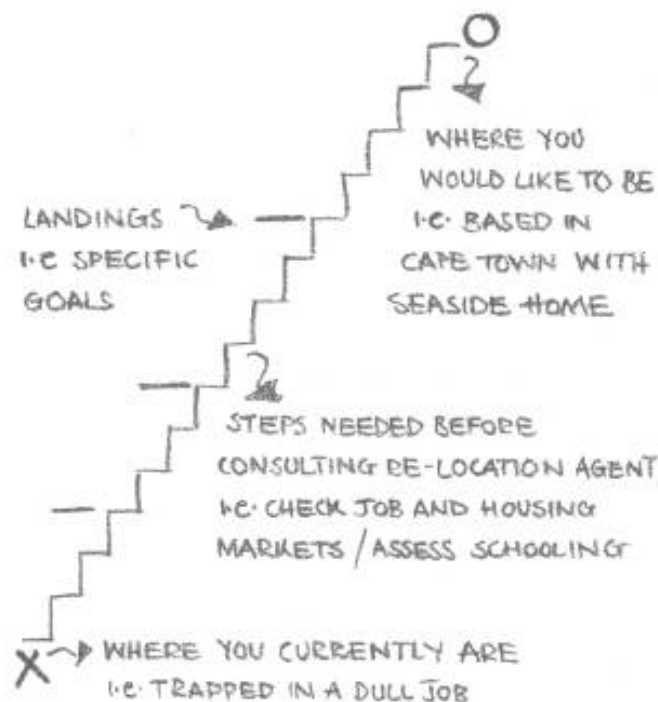 WHERE YOU
WOULD LIKE TO BE
i.e. BASED IN
CAPE TOWN WITH
SEASIDE HOME
LANDINGS
i.e SPECIFIC
GOALS
STEPS NEEDED BEFORE
CONSULTING RE-LOCATION AGENT
i.e. CHECK JOB AND HOUSING
MARKETS / ASSESS SCHOOLING
X WHERE YOU CURRENTLY ARE
i.e. TRAPPED IN A DULL JOB